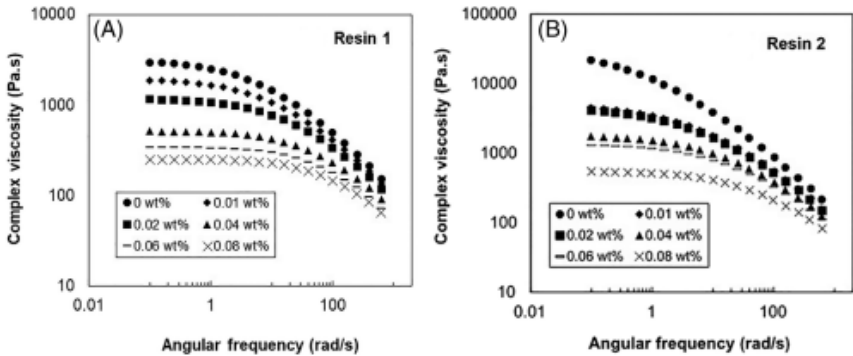 (A)
Resin 1
Complex viscosity (Pa.s)
10000
1000
100
10
0 wt% 0.01 wt%
0.02 wt% 0.04 wt%
0.06 wt% 0.08 wt%
0.01 1 100
Angular frequency (rad/s)
(B)
Resin 2
Complex viscosity (Pa.s)
100000
10000
1000
100
10
0 wt% 0.01 wt%
0.02 wt% 0.04 wt%
0.06 wt% 0.08 wt%
0.01 1 100
Angular frequency (rad/s)